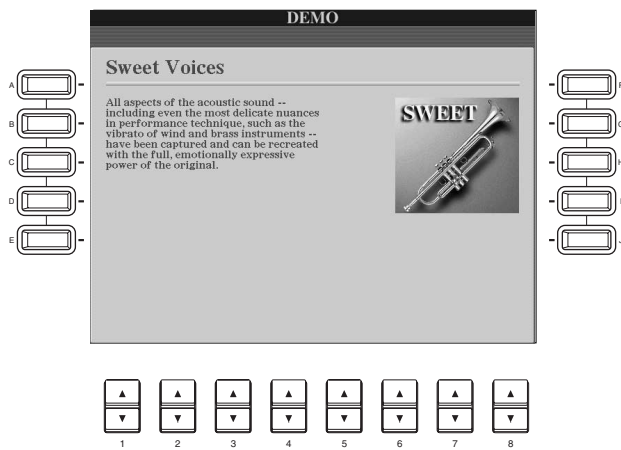 DEMO
Sweet Voices
All aspects of the acoustic sound --
including even the most delicate nuances
in performance technique, such as the
vibrato of wind and brass instruments --
have been captured and can be recreated
with the full, emotionally expressive
power of the original.
SWEET
A
B
C
D
E
1 2 3 4 5 6 7 8